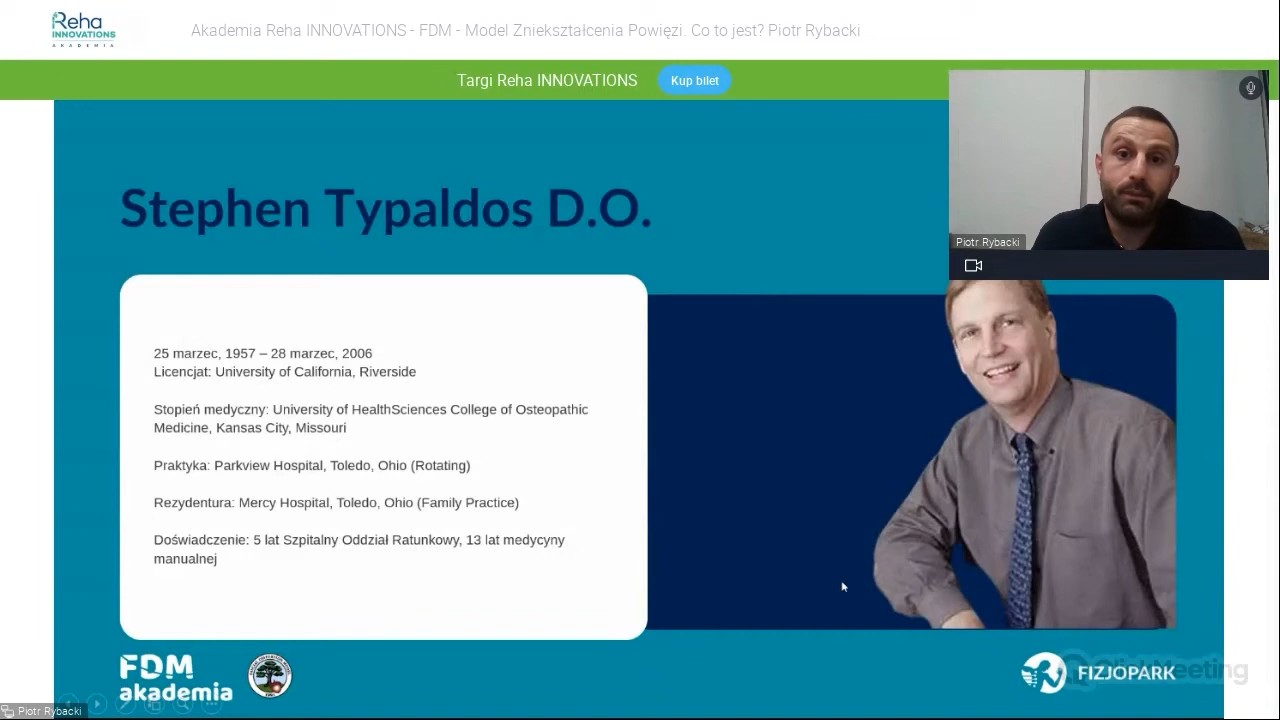 Reha
INNOVATIONS
AKADEMIA
Akademia Reha INNOVATIONS - FDM - Model Zniekształcenia Powięzi. Co to jest? Piotr Rybacki
Targi Reha INNOVATIONS
Kup bilet
Piotr Rybacki
Stephen Typaldos D.O.
25 marzec, 1957 – 28 marzec, 2006
Licencjat: University of California, Riverside
Stopień medyczny: University of HealthSciences College of Osteopathic
Medicine, Kansas City, Missouri
Praktyka: Parkview Hospital, Toledo, Ohio (Rotating)
Rezydentura: Mercy Hospital, Toledo, Ohio (Family Practice)
Doświadczenie: 5 lat Szpitalny Oddział Ratunkowy, 13 lat medycyny
manualnej
FDM
akademia
FIZJOPARK
ClickMeeting
Piotr Rybacki